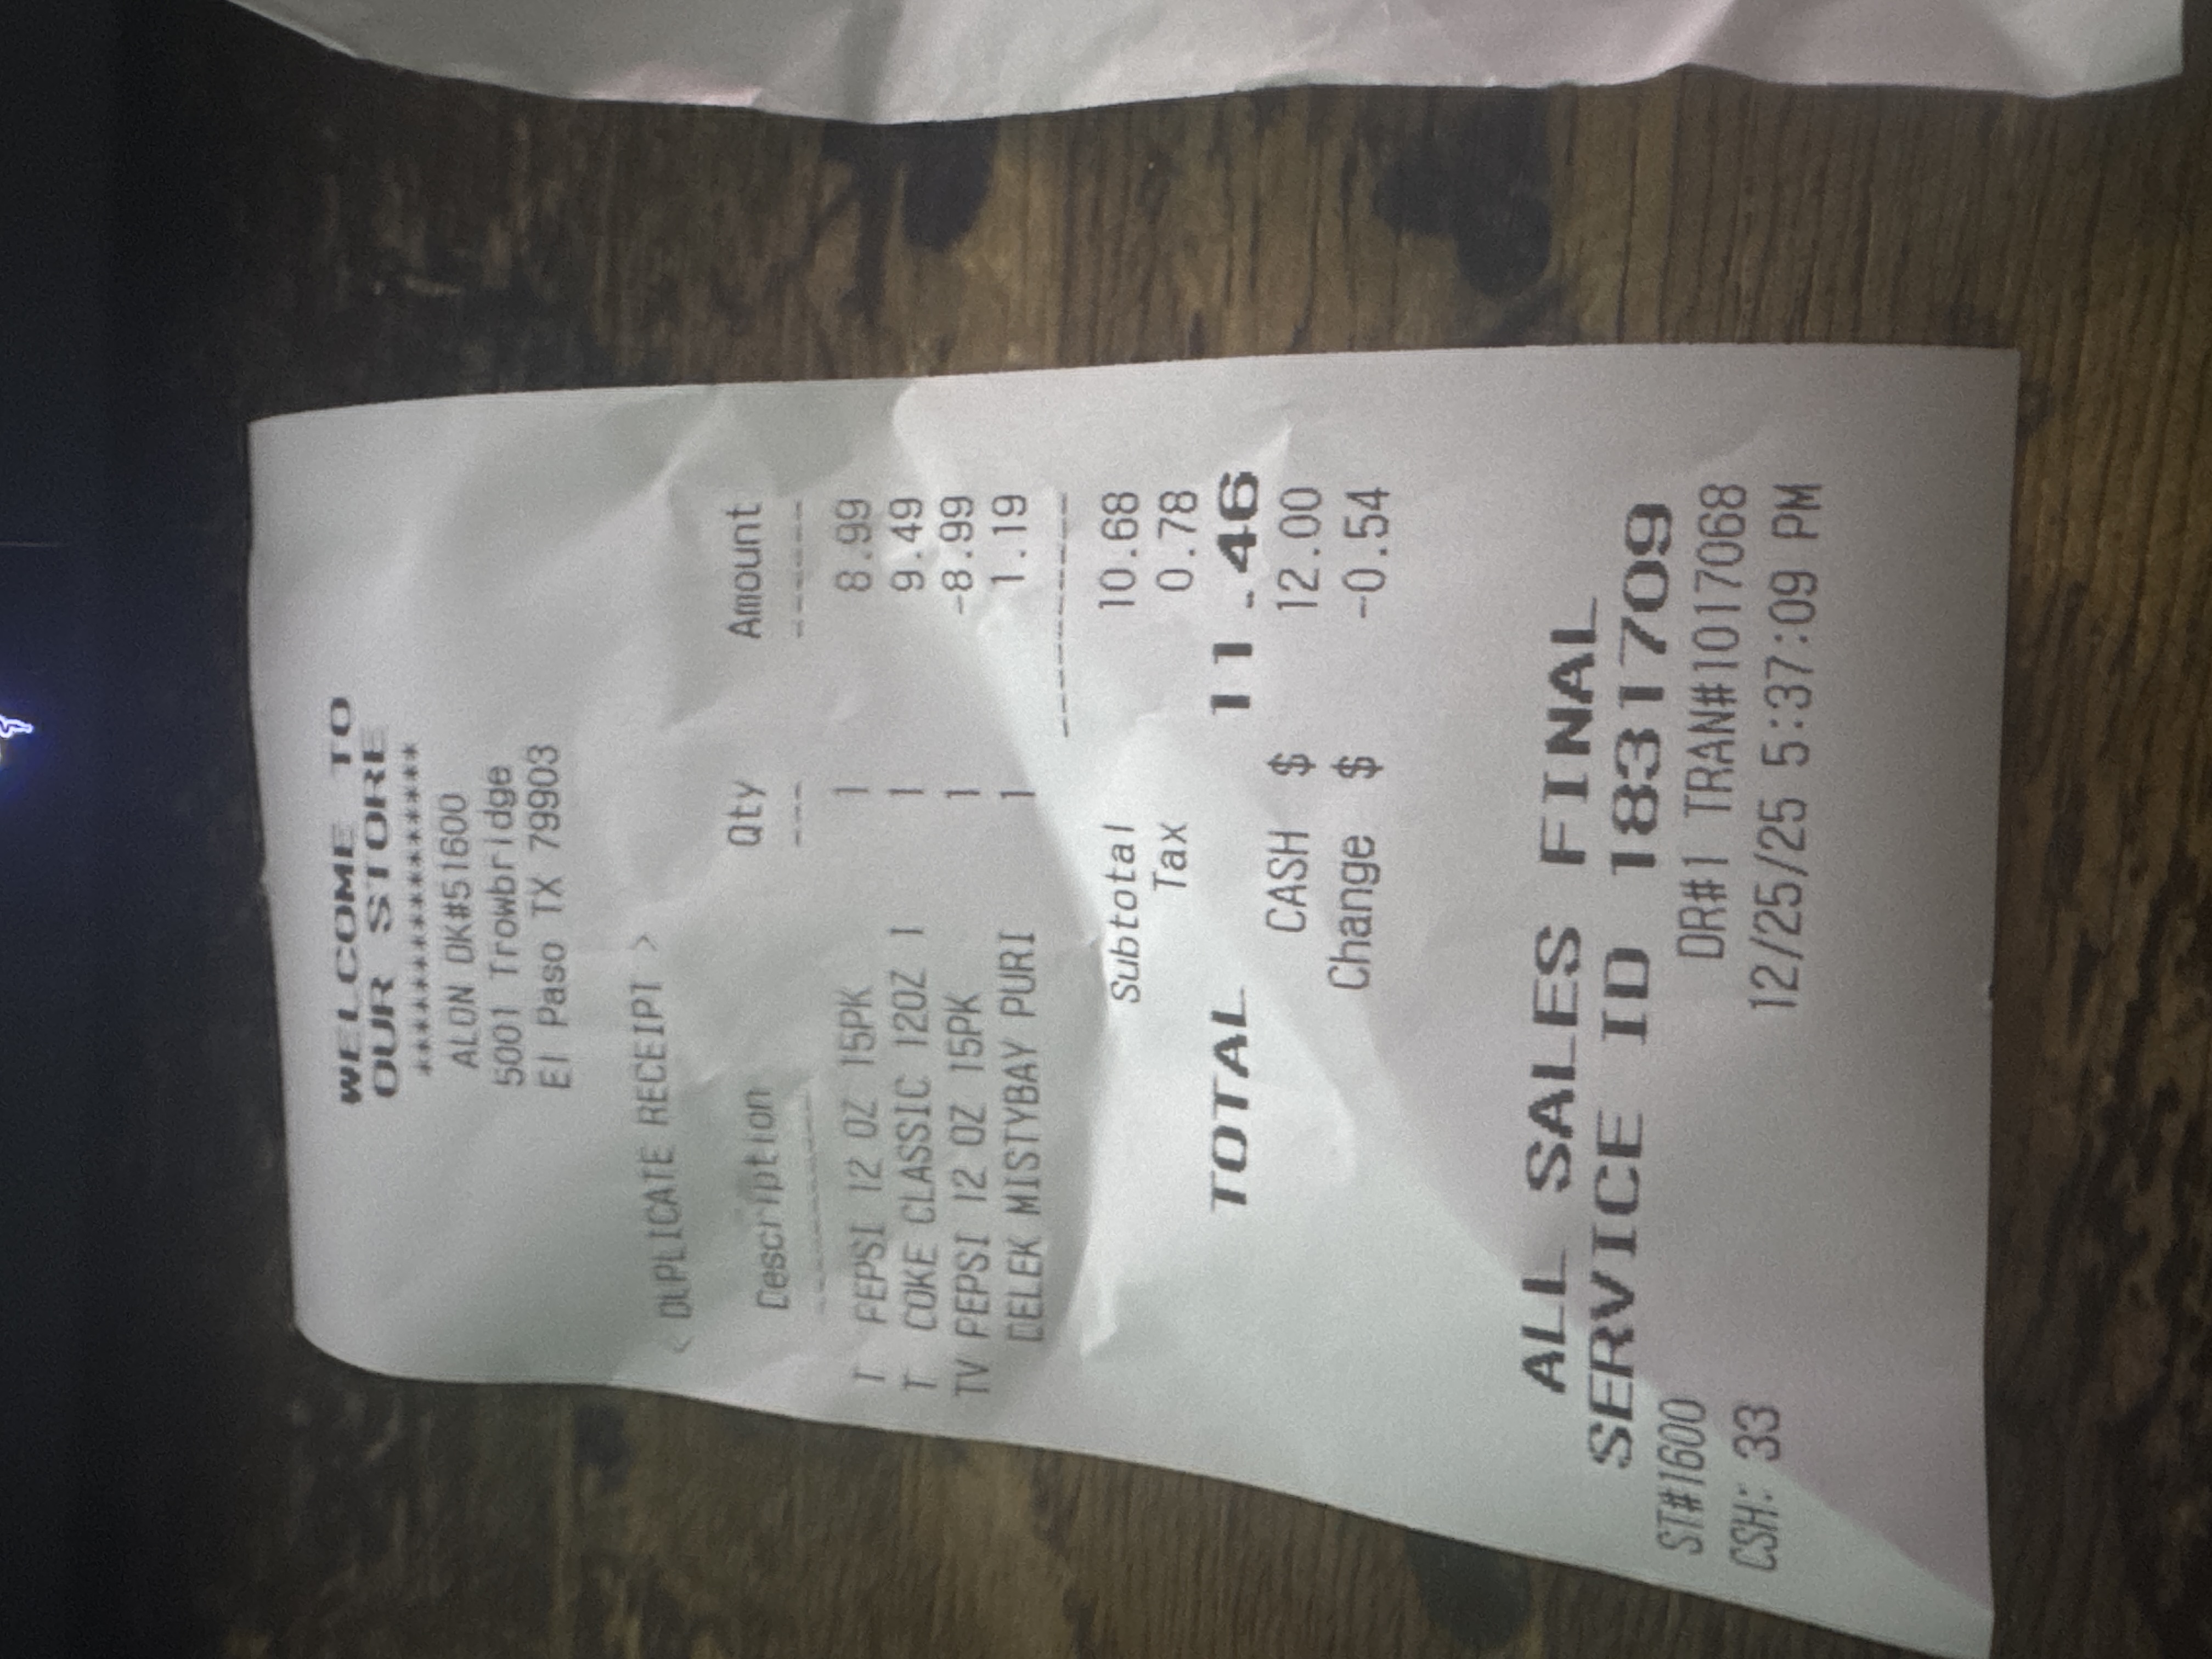 WELCOME TO
OUR STORE
******************
ALON DK#51600
5001 Trowbridge
El Paso TX 79903
< DUPLICATE RECEIPT >
Description Qty Amount
T PEPSI 12 OZ 15PK 1 8.99
T COKE CLASSIC 12OZ 1 1 9.49
TV PEPSI 12 OZ 15PK 1 -8.99
DELEK MISTYBAY PURI 1 1.19
Subtotal 10.68
Tax 0.78
TOTAL 11.46
CASH $ 12.00
Change $ -0.54
ALL SALES FINAL
SERVICE ID 1831709
ST#1600 DR#1 TRAN#1017068
CSH: 33 12/25/25 5:37:09 PM